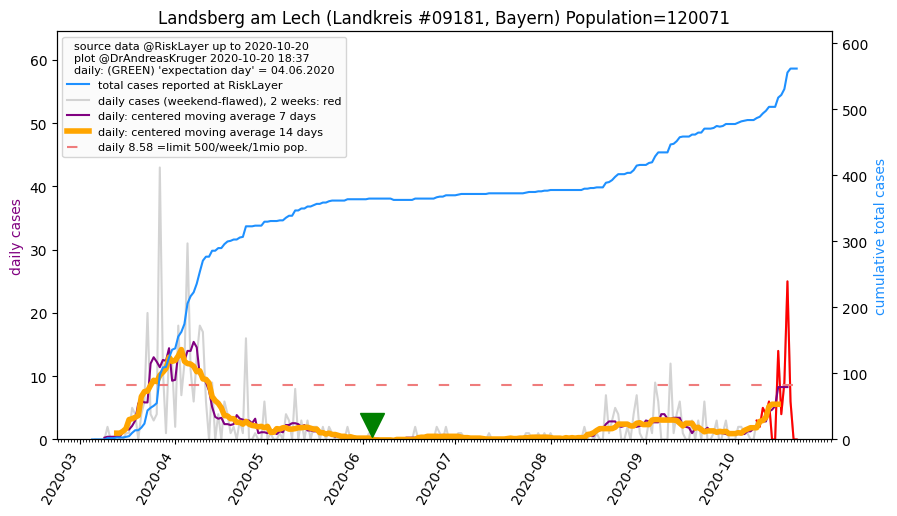 Landsberg am Lech (Landkreis #09181, Bayern) Population=120071
source data @RiskLayer up to 2020-10-20
plot @DrAndreasKruger 2020-10-20 18:37
daily: (GREEN) 'expectation day' = 04.06.2020
total cases reported at RiskLayer
daily cases (weekend-flawed), 2 weeks: red
daily: centered moving average 7 days
daily: centered moving average 14 days
daily 8.58 =limit 500/week/1mio pop.
daily cases
60
50
40
30
20
10
0
cumulative total cases
600
500
400
300
200
100
0
2020-03
2020-04
2020-05
2020-06
2020-07
2020-08
2020-09
2020-10